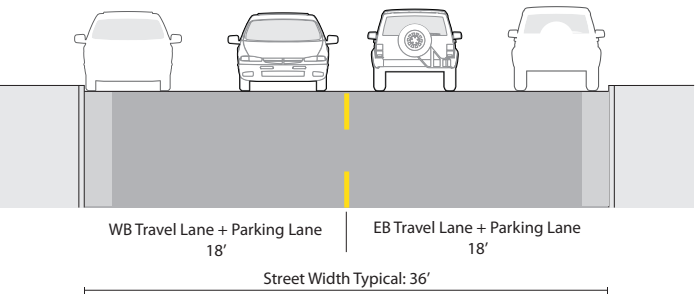 WB Travel Lane + Parking Lane
18’
EB Travel Lane + Parking Lane
18’
Street Width Typical: 36’